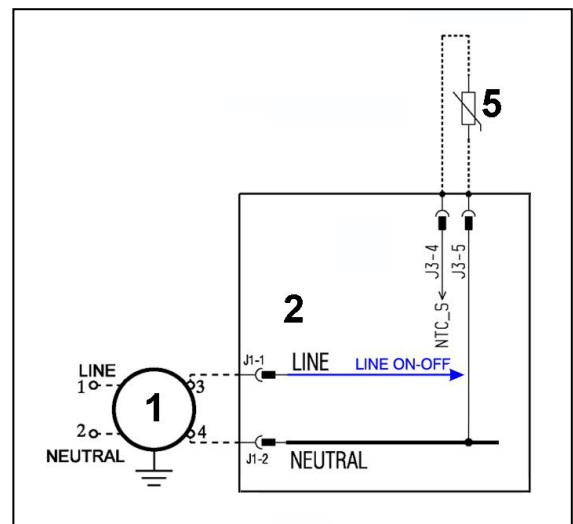 5
J3-4
J3-5
NTC_S
2
J1-1
LINE
LINE ON-OFF
LINE
1
3
1
2
4
NEUTRAL
J1-2
NEUTRAL